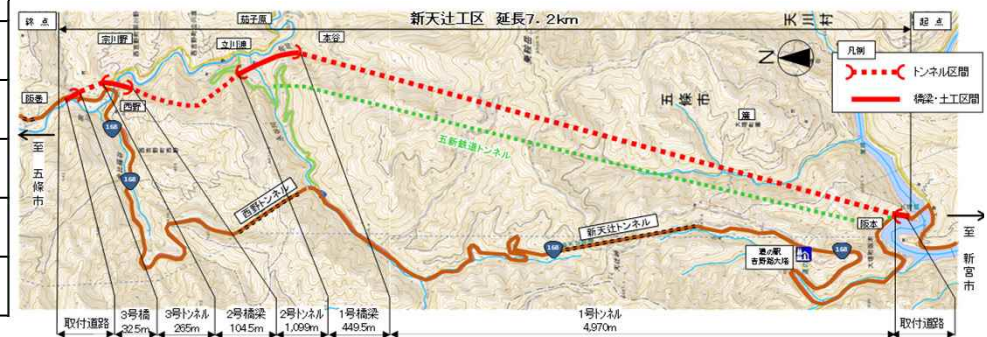 新天辻工区 延長7.2km
終点
起点
天川村
凡例
トンネル区間
橋梁・土工区間
N
宗川野
茄子原
立川渡
本谷
西野
阪巻
五條市
簾
五新鉄道トンネル
168
168
西野トンネル
新天辻トンネル
168
168
道の駅
吉野路大塔
阪本
至 五條市
至 新宮市
取付道路
3号橋
32.5m
3号トンネル
265m
2号橋梁
104.5m
2号トンネル
1,099m
1号橋梁
449.5m
1号トンネル
4,970m
取付道路